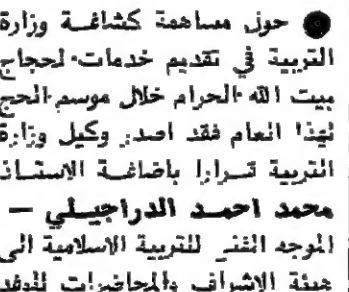 ● حول مساهمة كشافة وزارة
التربية في تقديم خدمات لحجاج
بيت الله الحرام خلال موسم الحج
لهذا العام فقد اصدر وكيل وزارة
التربية قرارا باضافة الاستاذ
محمد احمد الدراجيلي —
الموجه الفني للتربية الاسلامية الى
هيئة الاشراف والمحاضرات للوفد